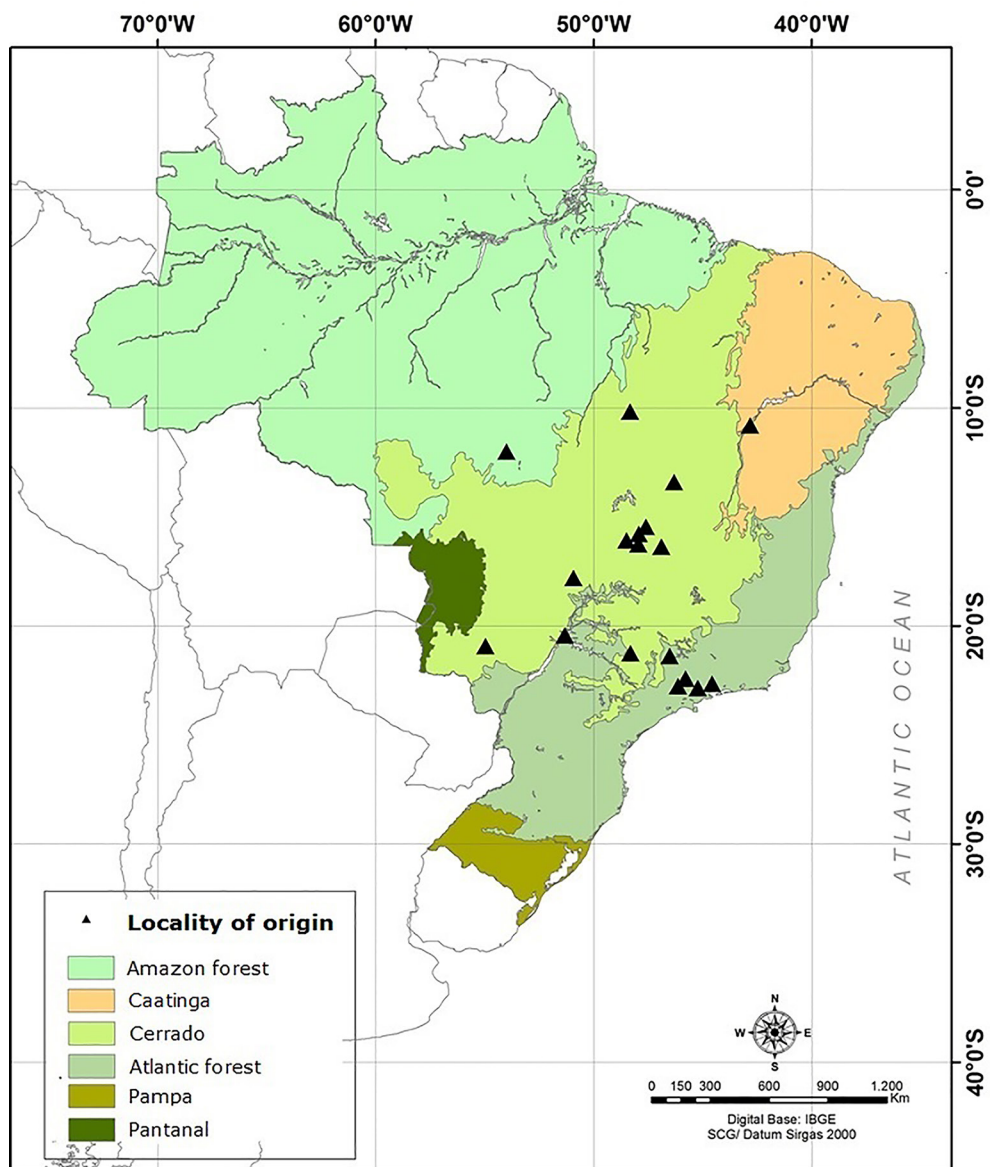 70°0'W 60°0'W 50°0'W 40°0'W
0°0'
10°0'S
20°0'S
30°0'S
40°0'S
ATLANTIC OCEAN
Locality of origin
Amazon forest
Caatinga
Cerrado
Atlantic forest
Pampa
Pantanal
N
W E
S
0 150 300 600 900 1.200
Km
Digital Base: IBGE
SCG/ Datum Sirgas 2000